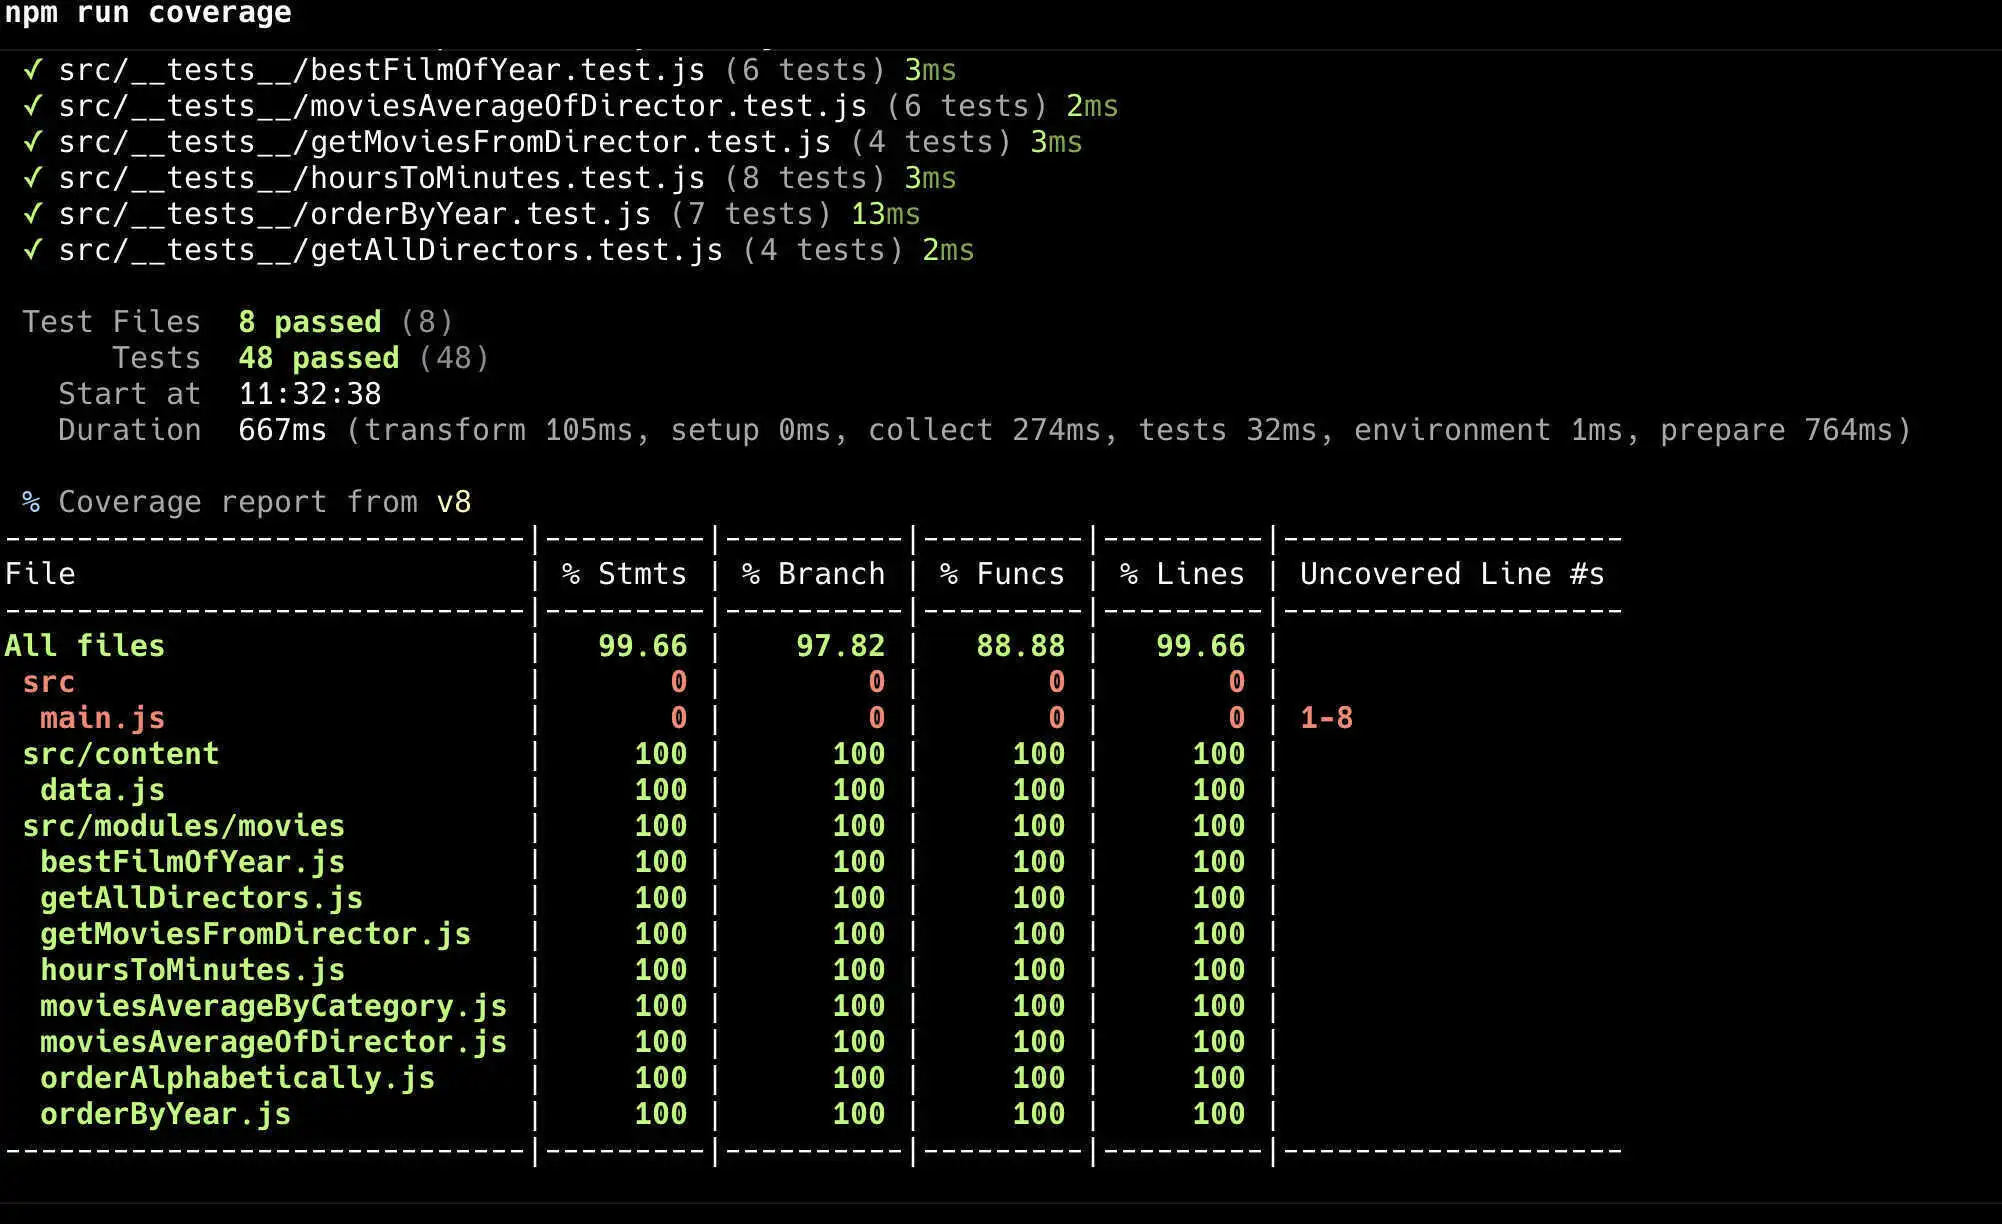 npm run coverage
✓ src/__tests__/bestFilmOfYear.test.js (6 tests) 3ms
✓ src/__tests__/moviesAverageOfDirector.test.js (6 tests) 2ms
✓ src/__tests__/getMoviesFromDirector.test.js (4 tests) 3ms
✓ src/__tests__/hoursToMinutes.test.js (8 tests) 3ms
✓ src/__tests__/orderByYear.test.js (7 tests) 13ms
✓ src/__tests__/getAllDirectors.test.js (4 tests) 2ms
Test Files 8 passed (8)
Tests 48 passed (48)
Start at 11:32:38
Duration 667ms (transform 105ms, setup 0ms, collect 274ms, tests 32ms, environment 1ms, prepare 764ms)
% Coverage report from v8
-----------------------------|---------|----------|---------|---------|-------------------
File | % Stmts | % Branch | % Funcs | % Lines | Uncovered Line #s
-----------------------------|---------|----------|---------|---------|-------------------
All files | 99.66 | 97.82 | 88.88 | 99.66 |
src | 0 | 0 | 0 | 0 |
main.js | 0 | 0 | 0 | 0 | 1-8
src/content | 100 | 100 | 100 | 100 |
data.js | 100 | 100 | 100 | 100 |
src/modules/movies | 100 | 100 | 100 | 100 |
bestFilmOfYear.js | 100 | 100 | 100 | 100 |
getAllDirectors.js | 100 | 100 | 100 | 100 |
getMoviesFromDirector.js | 100 | 100 | 100 | 100 |
hoursToMinutes.js | 100 | 100 | 100 | 100 |
moviesAverageByCategory.js | 100 | 100 | 100 | 100 |
moviesAverageOfDirector.js | 100 | 100 | 100 | 100 |
orderAlphabetically.js | 100 | 100 | 100 | 100 |
orderByYear.js | 100 | 100 | 100 | 100 |
-----------------------------|---------|----------|---------|---------|-------------------